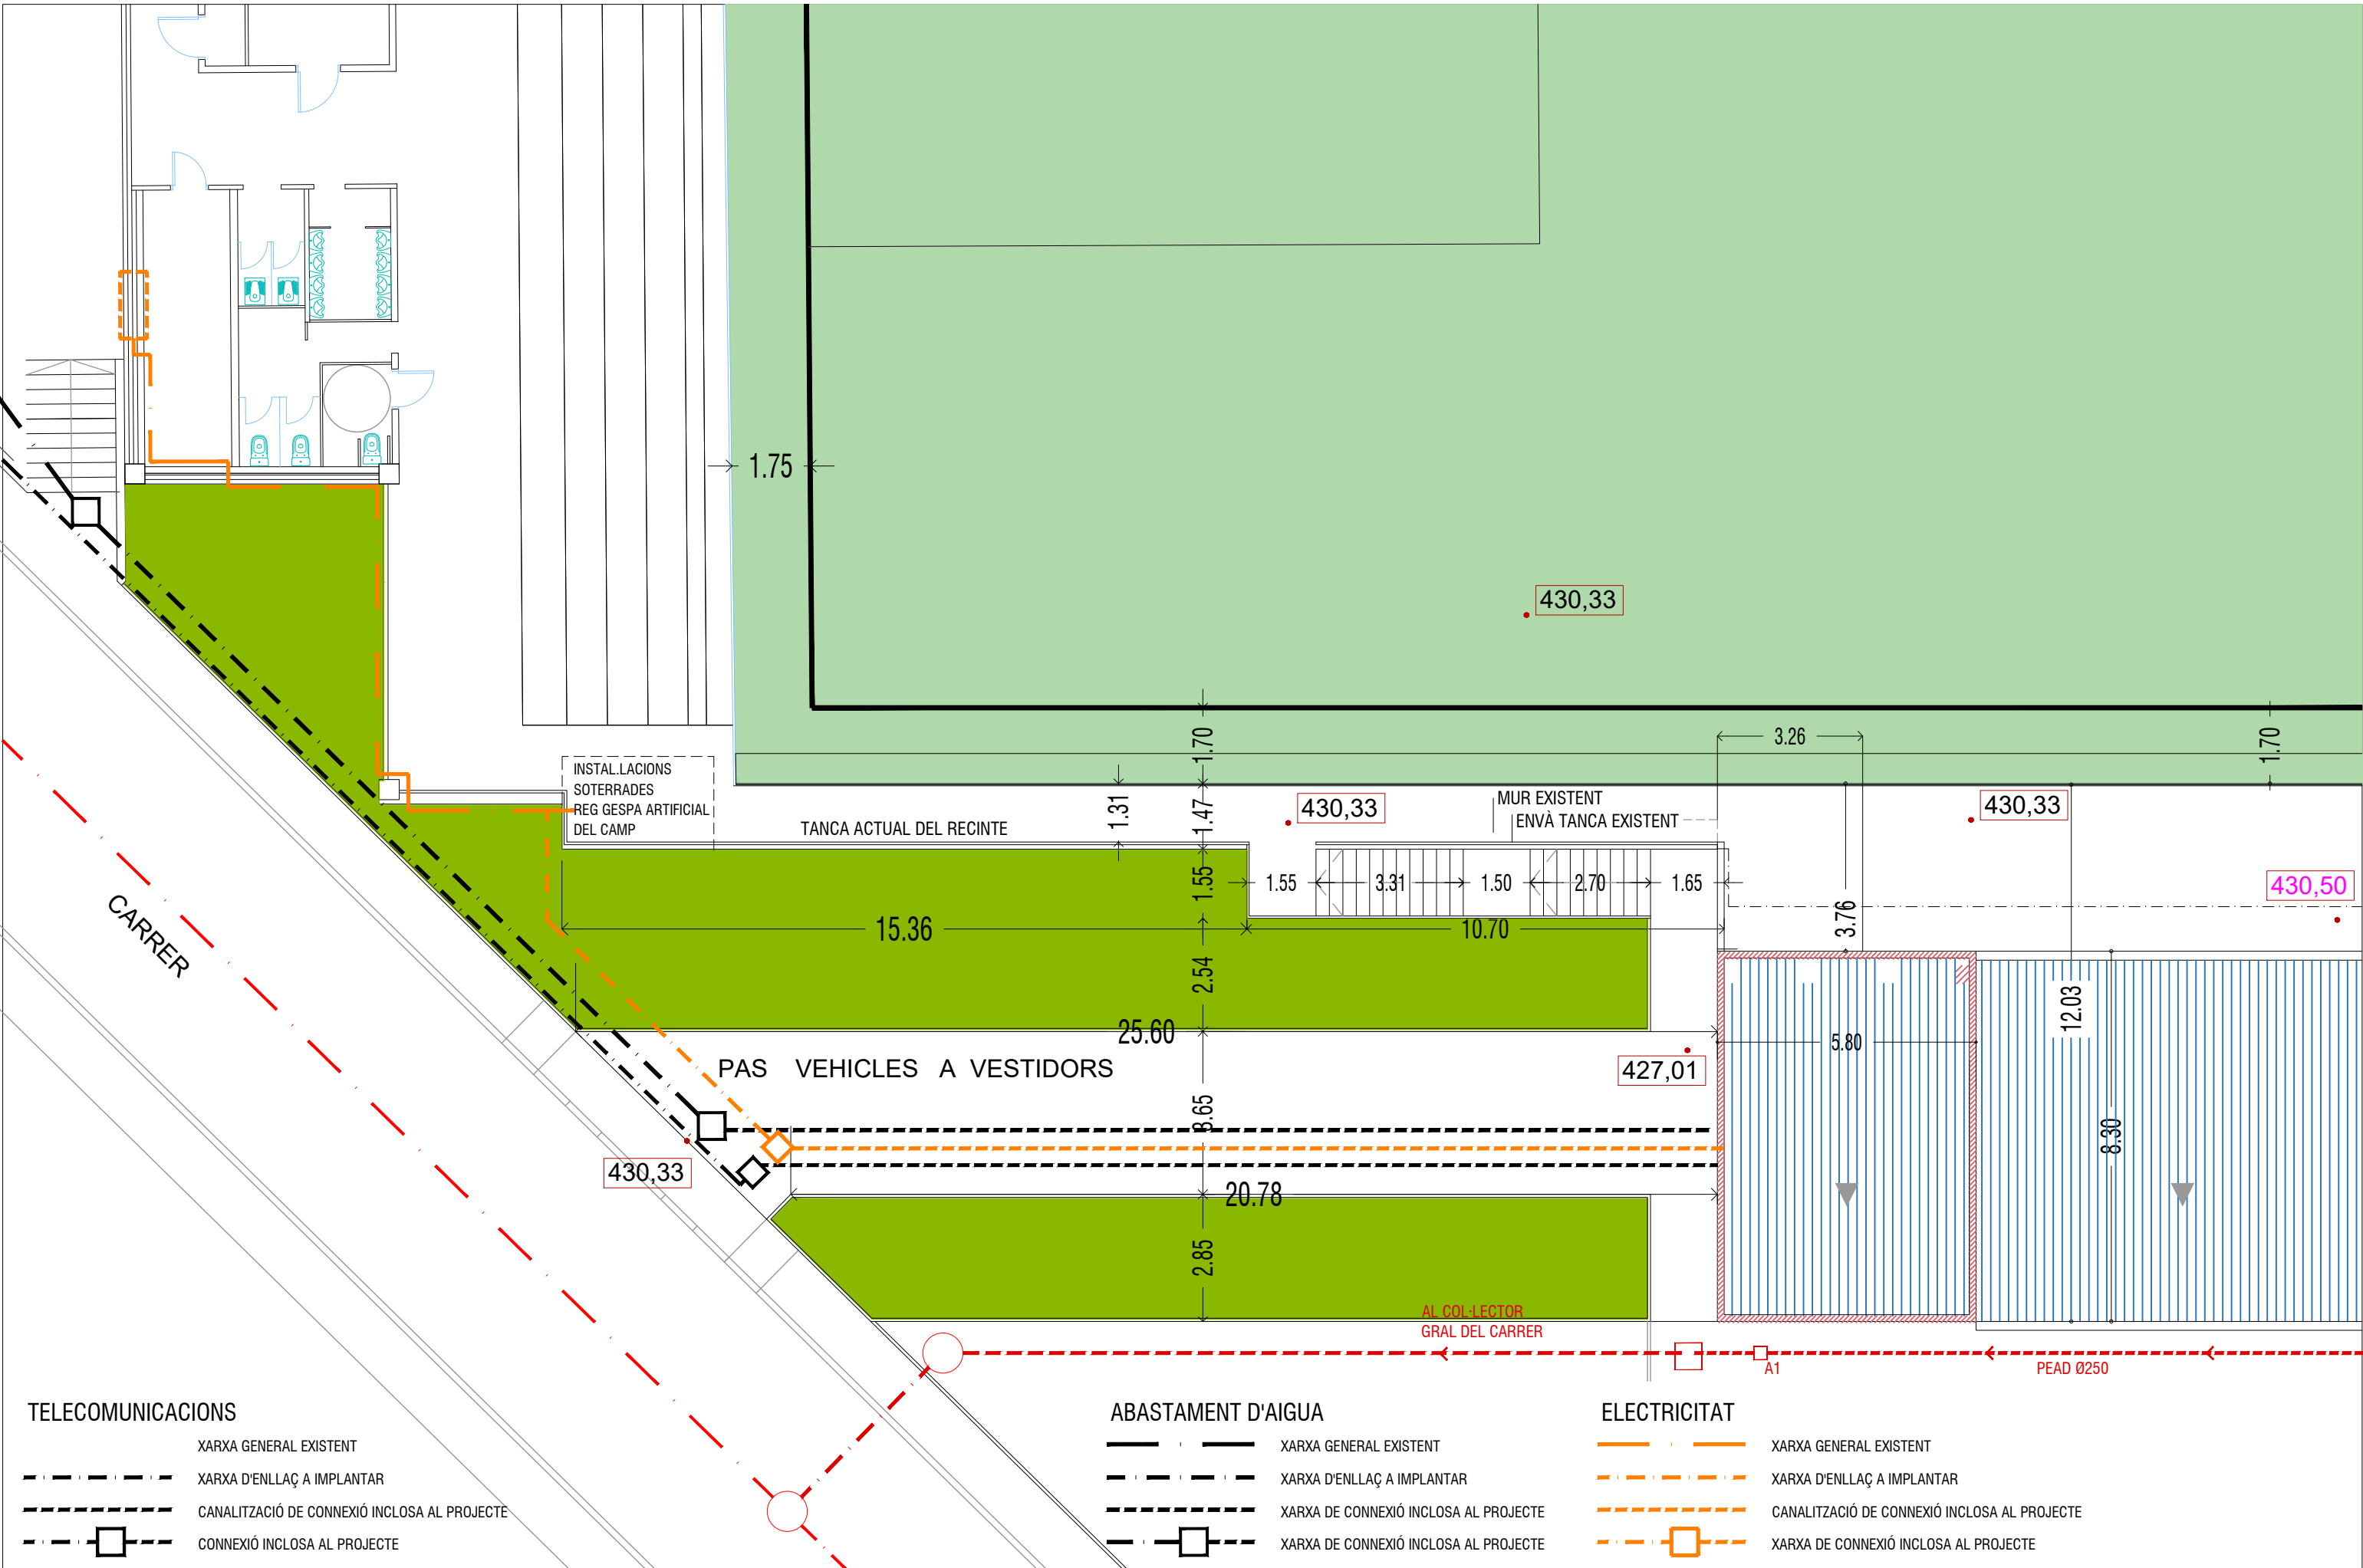 1.75
430,33
1.70
3.26
1.70
INSTAL.LACIONS
SOTERRADES
REG GESPA ARTIFICIAL
DEL CAMP
TANCA ACTUAL DEL RECINTE
1.31
1.47
430,33
MUR EXISTENT
ENVÀ TANCA EXISTENT
430,33
430,50
1.55
1.55
3.31
1.50
2.70
1.65
3.76
CARRER
15.36
10.70
2.54
12.03
25.60
5.80
PAS VEHICLES A VESTIDORS
427,01
3.65
8.30
430,33
20.78
2.85
AL COL·LECTOR
GRAL DEL CARRER
A1
PEAD Ø250
TELECOMUNICACIONS
XARXA GENERAL EXISTENT
XARXA D'ENLLAÇ A IMPLANTAR
CANALITZACIÓ DE CONNEXIÓ INCLOSA AL PROJECTE
CONNEXIÓ INCLOSA AL PROJECTE
ABASTAMENT D'AIGUA
XARXA GENERAL EXISTENT
XARXA D'ENLLAÇ A IMPLANTAR
XARXA DE CONNEXIÓ INCLOSA AL PROJECTE
XARXA DE CONNEXIÓ INCLOSA AL PROJECTE
ELECTRICITAT
XARXA GENERAL EXISTENT
XARXA D'ENLLAÇ A IMPLANTAR
CANALITZACIÓ DE CONNEXIÓ INCLOSA AL PROJECTE
XARXA DE CONNEXIÓ INCLOSA AL PROJECTE